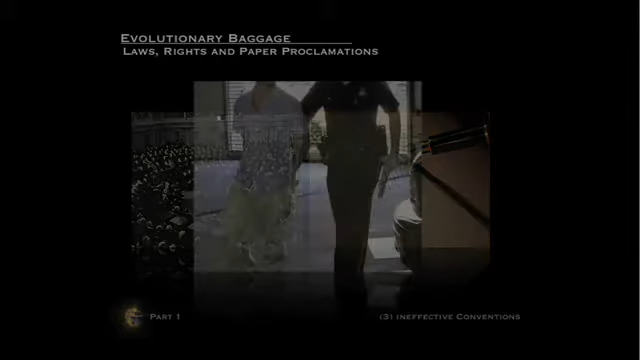 Evolutionary Baggage
Laws, Rights and Paper Proclamations
Part 1
(3) ineffective Conventions